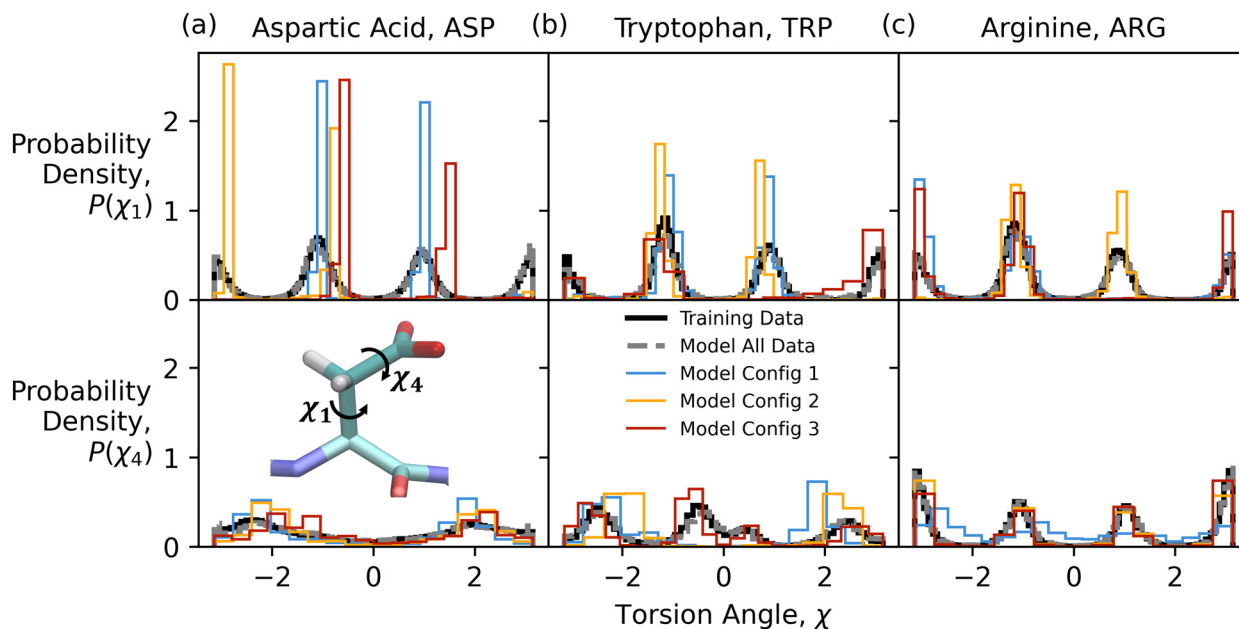 (a) Aspartic Acid, ASP (b) Tryptophan, TRP (c) Arginine, ARG
Probability
Density,
P(χ₁)
2
1
0
Training Data
Model All Data
Model Config 1
Model Config 2
Model Config 3
χ₄
χ₁
Probability
Density,
P(χ₄)
2
1
0
−2 0 2 −2 0 2 −2 0 2
Torsion Angle, χ